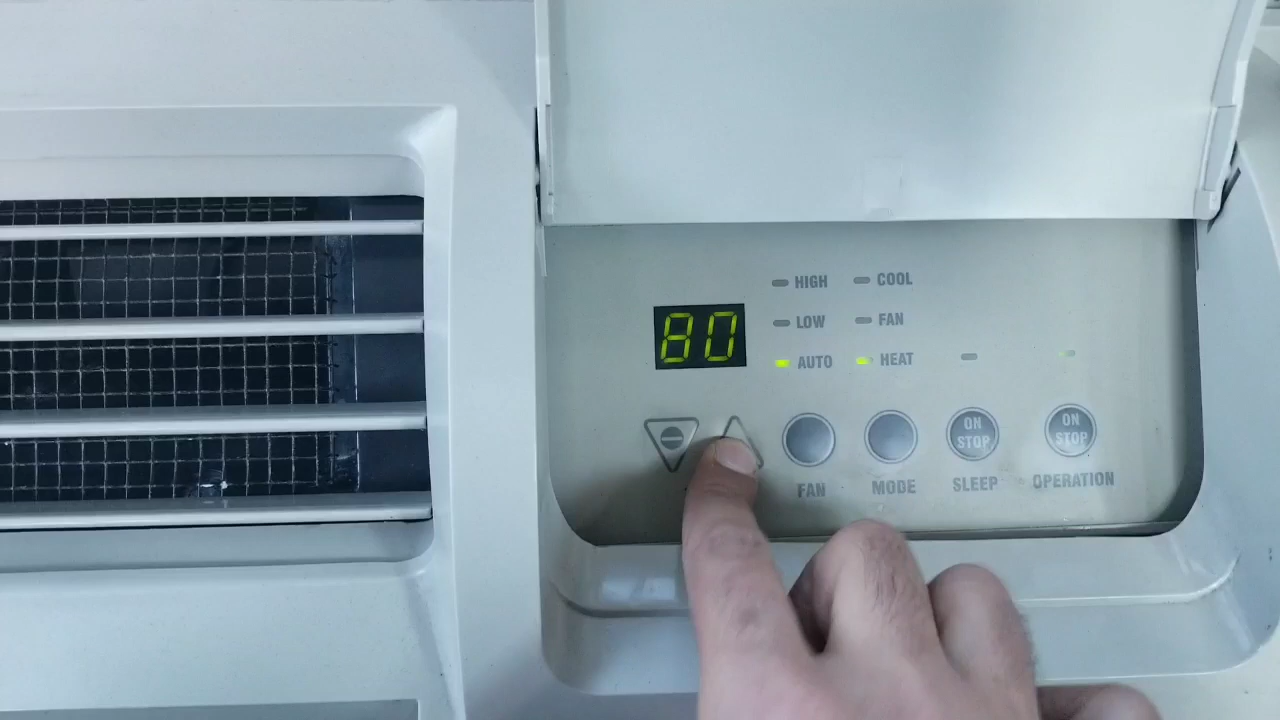 HIGH COOL
80 LOW FAN
AUTO HEAT
ON STOP ON STOP
FAN MODE SLEEP OPERATION